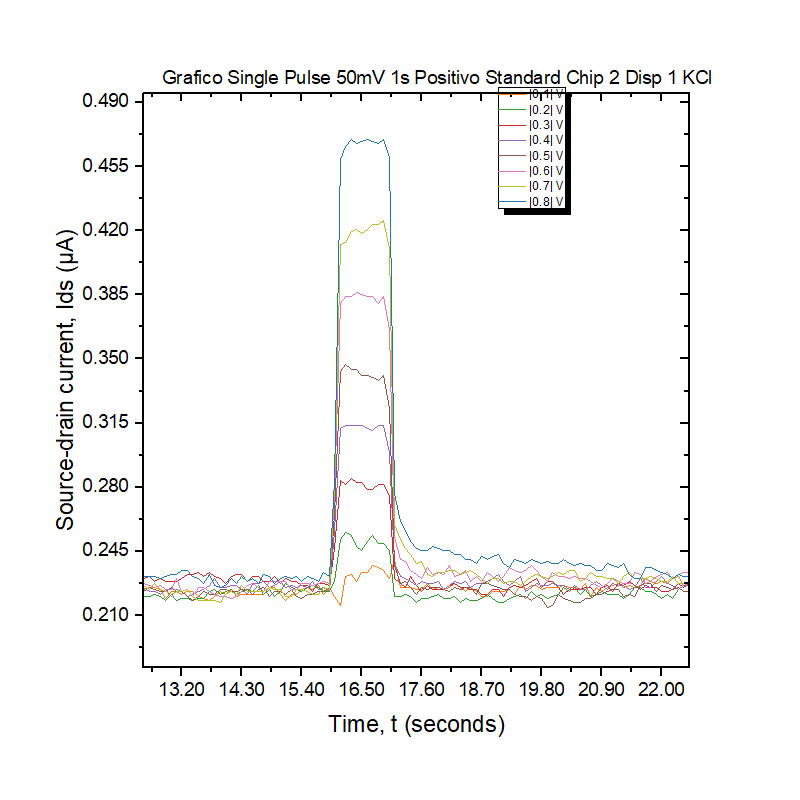 Grafico Single Pulse 50mV 1s Positivo Standard Chip 2 Disp 1 KCl
|0.1| V
|0.2| V
|0.3| V
|0.4| V
|0.5| V
|0.6| V
|0.7| V
|0.8| V
0.490
0.455
0.420
0.385
0.350
0.315
0.280
0.245
0.210
Source-drain current, Ids (µA)
13.20 14.30 15.40 16.50 17.60 18.70 19.80 20.90 22.00
Time, t (seconds)